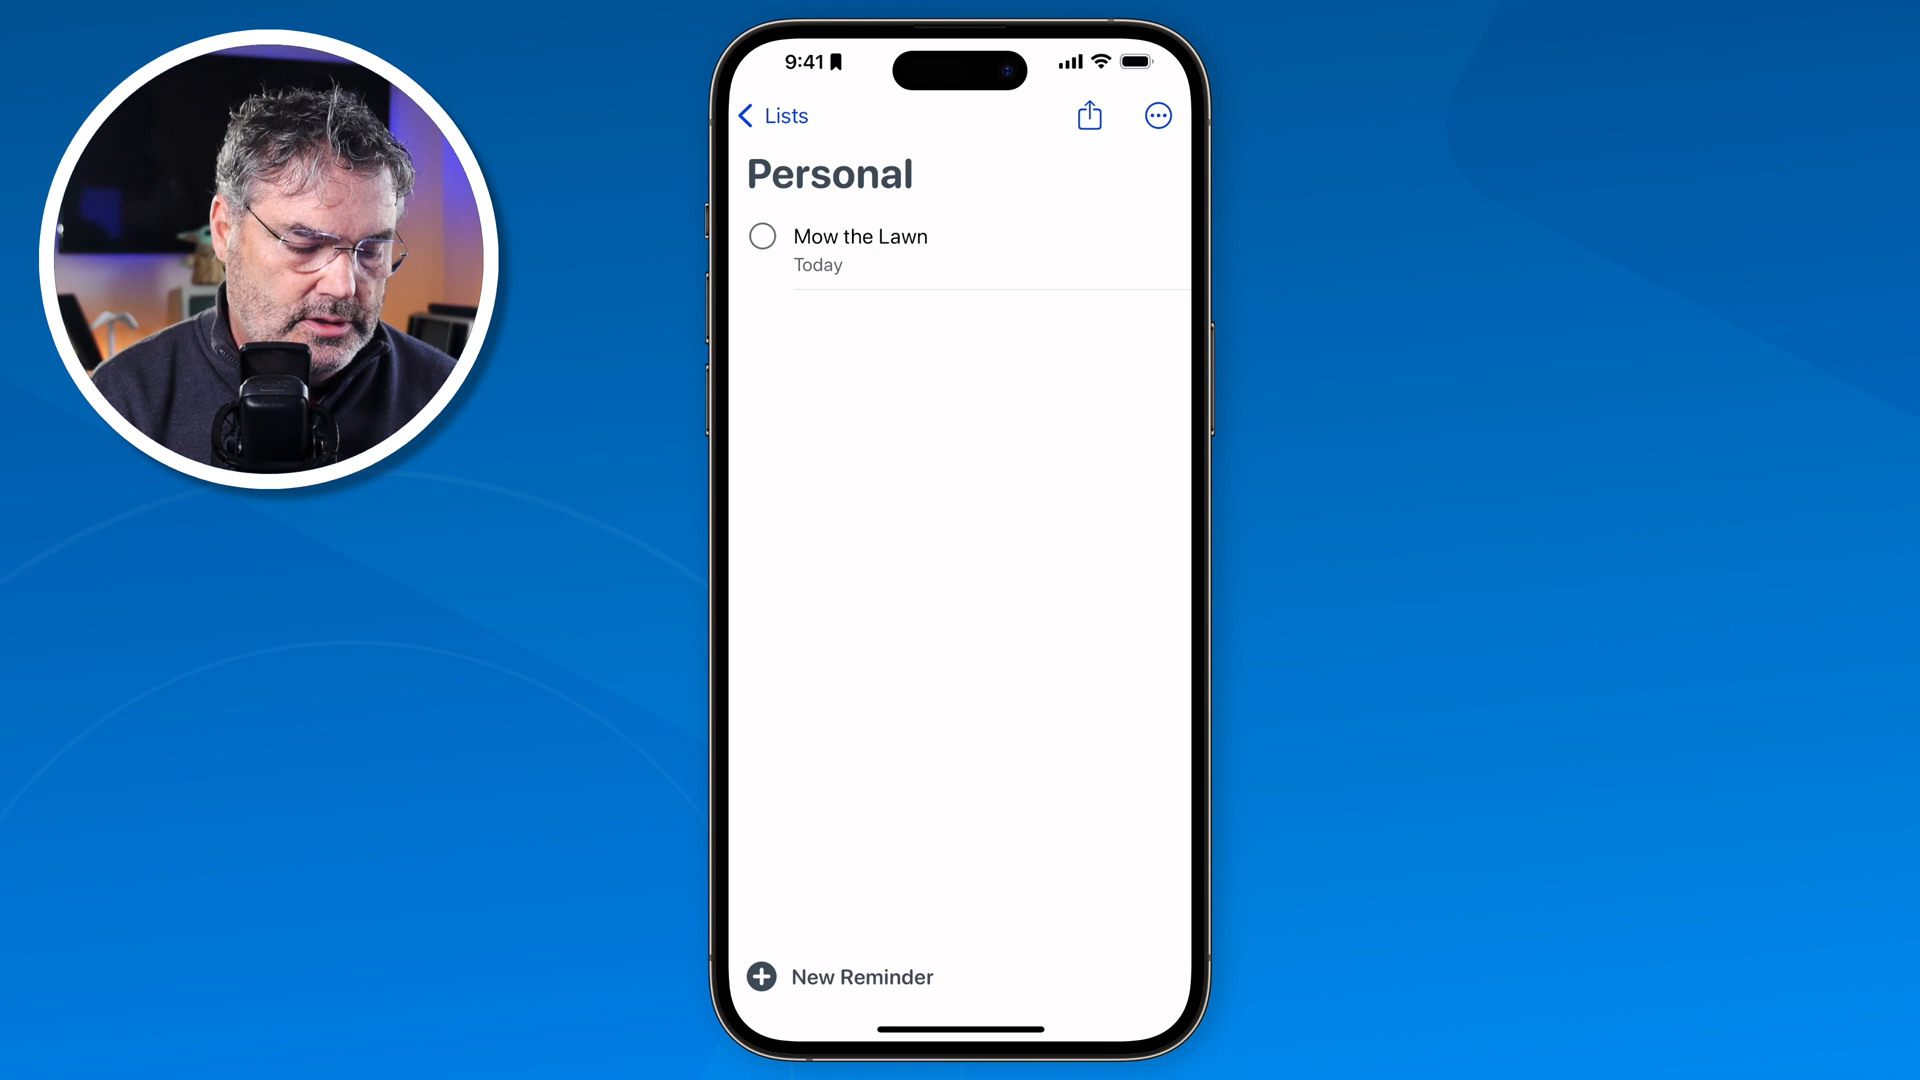 9:41
Lists
Personal
Mow the Lawn
Today
New Reminder